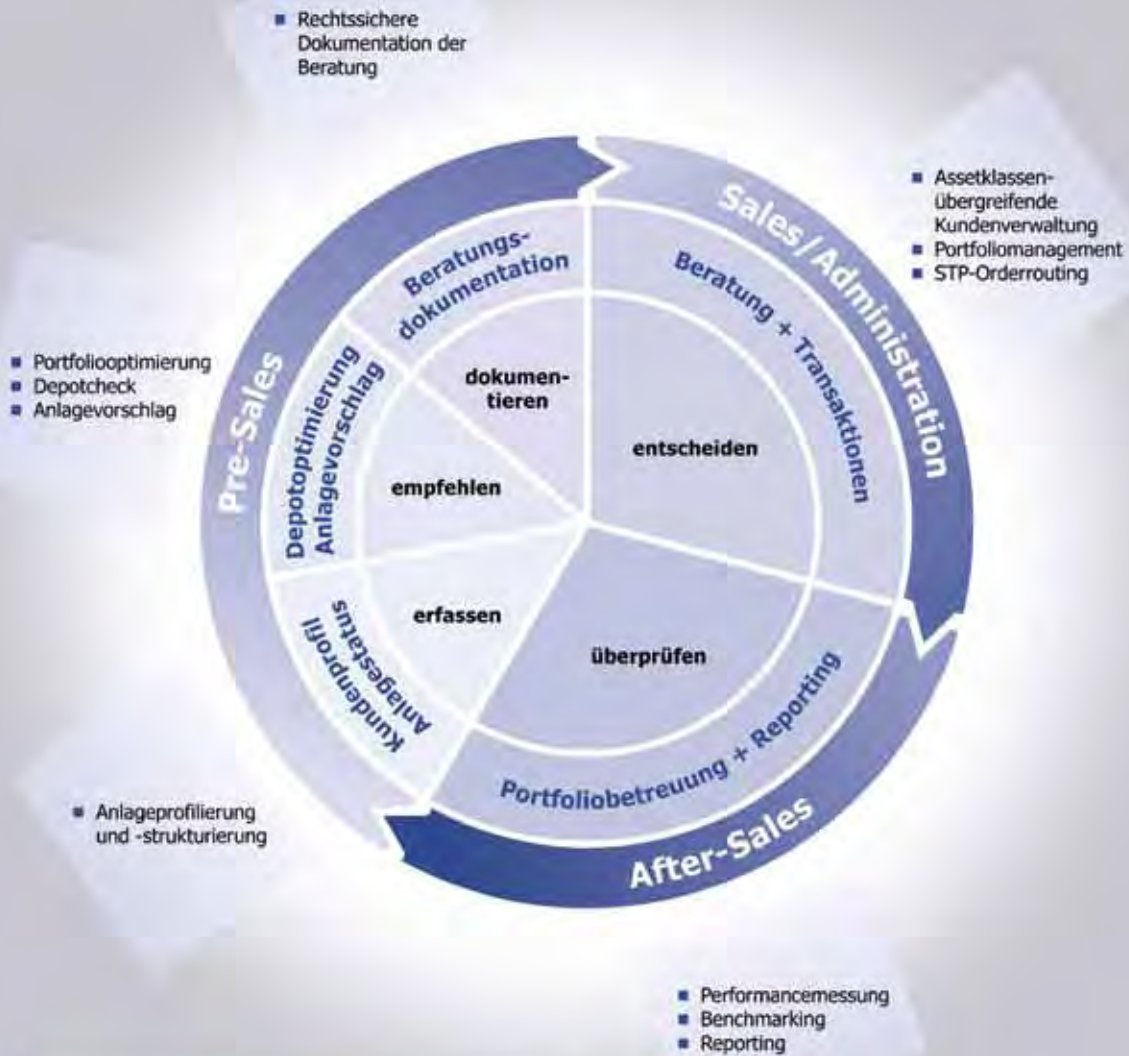 Rechtssichere
Dokumentation der
Beratung
Assetklassen-
übergreifende
Kundenverwaltung
Portfoliomanagement
STP-Orderrouting
Sales/Administration
Beratungs-
dokumentation
Beratung + Transaktionen
Portfoliooptimierung
Depotcheck
Anlagevorschlag
Pre-Sales
Depotoptimierung
Anlagevorschlag
dokumen-
tieren
entscheiden
empfehlen
erfassen
überprüfen
Kundenprofil
Anlagestatus
Portfoliobetreuung + Reporting
After-Sales
Anlageprofilierung
und -strukturierung
Performancemessung
Benchmarking
Reporting